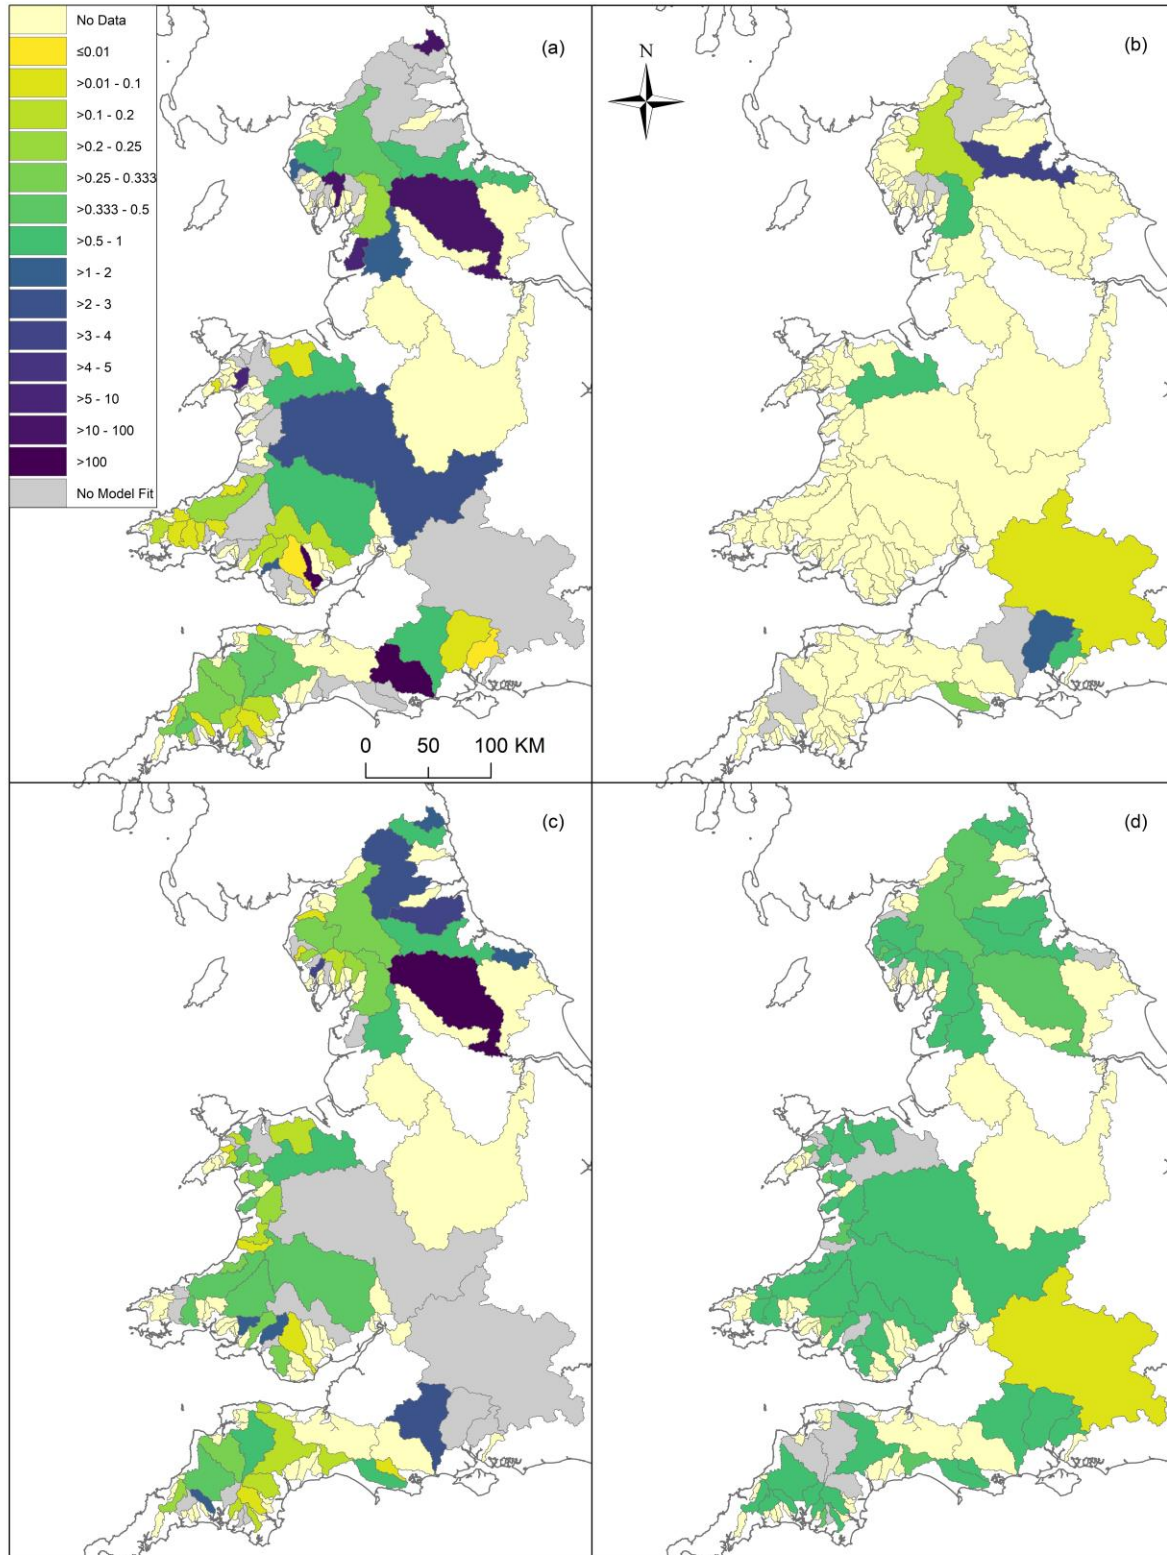 No Data
≤0.01
>0.01 - 0.1
>0.1 - 0.2
>0.2 - 0.25
>0.25 - 0.333
>0.333 - 0.5
>0.5 - 1
>1 - 2
>2 - 3
>3 - 4
>4 - 5
>5 - 10
>10 - 100
>100
No Model Fit
(a)
N
(b)
0 50 100 KM
(c)
(d)